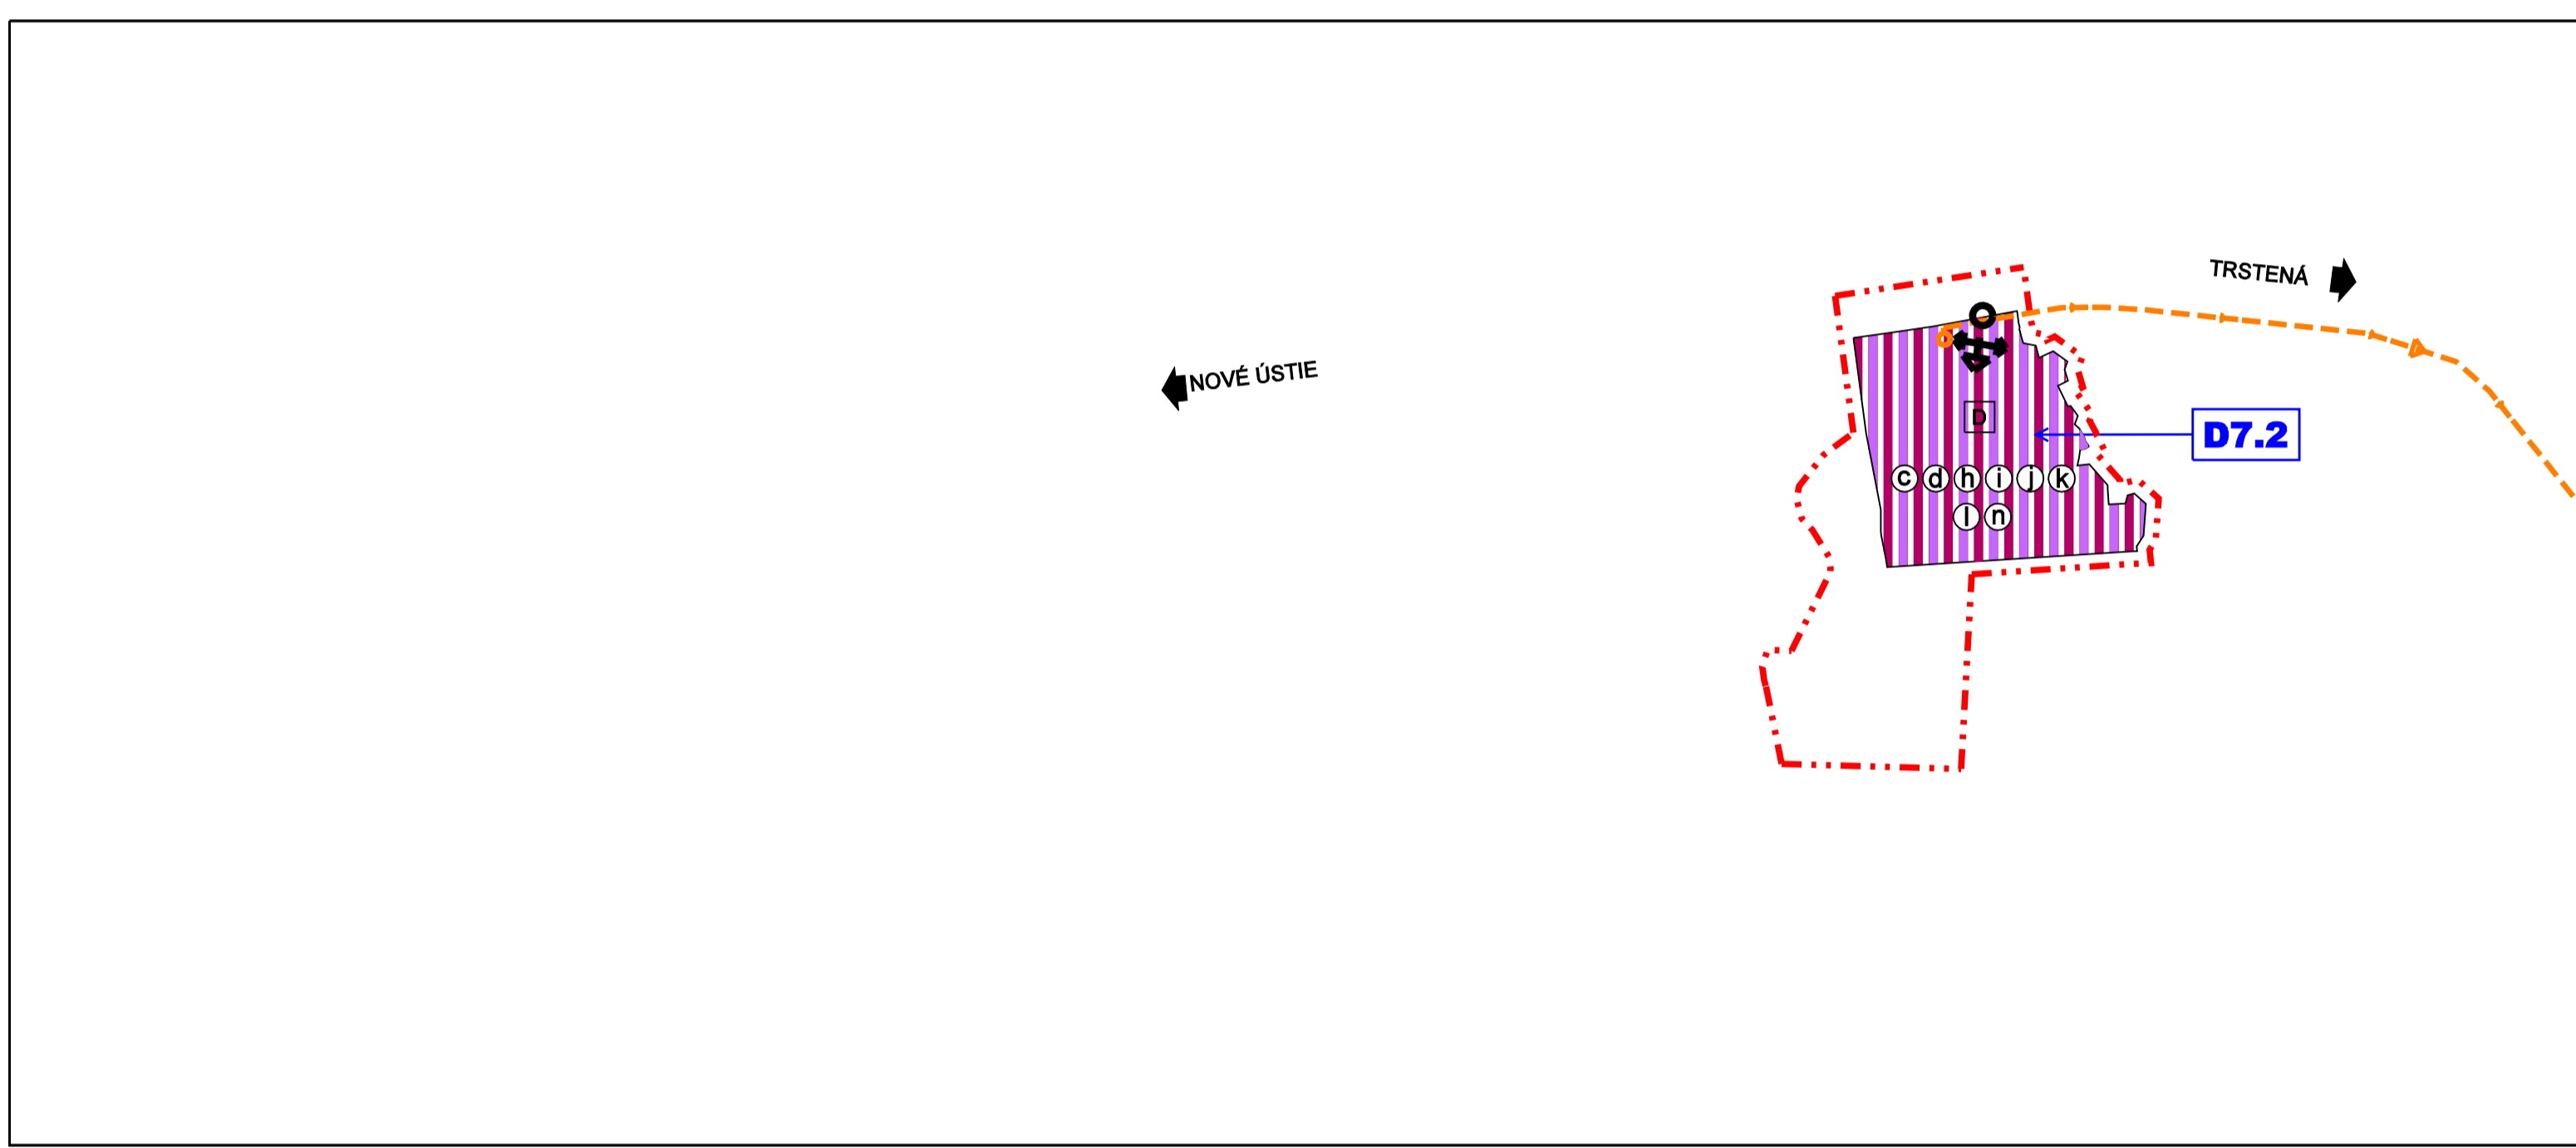 TRSTENÁ
NOVÉ ÚSTIE
D
D7.2
c d h i j k
l n